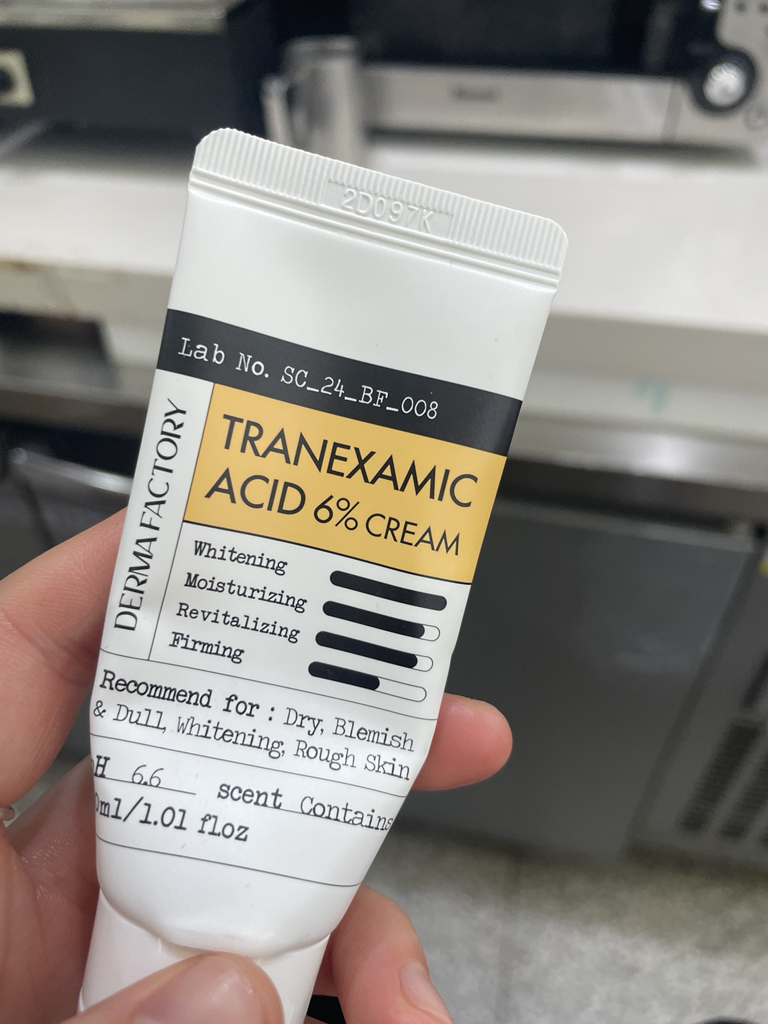 2D097K
Lab No. SC_24_BF_008
DERMA FACTORY
TRANEXAMIC
ACID 6% CREAM
Whitening
Moisturizing
Revitalizing
Firming
Recommend for : Dry, Blemish
& Dull, Whitening, Rough Skin
H 6.6 scent Contains
ml/1.01 floz